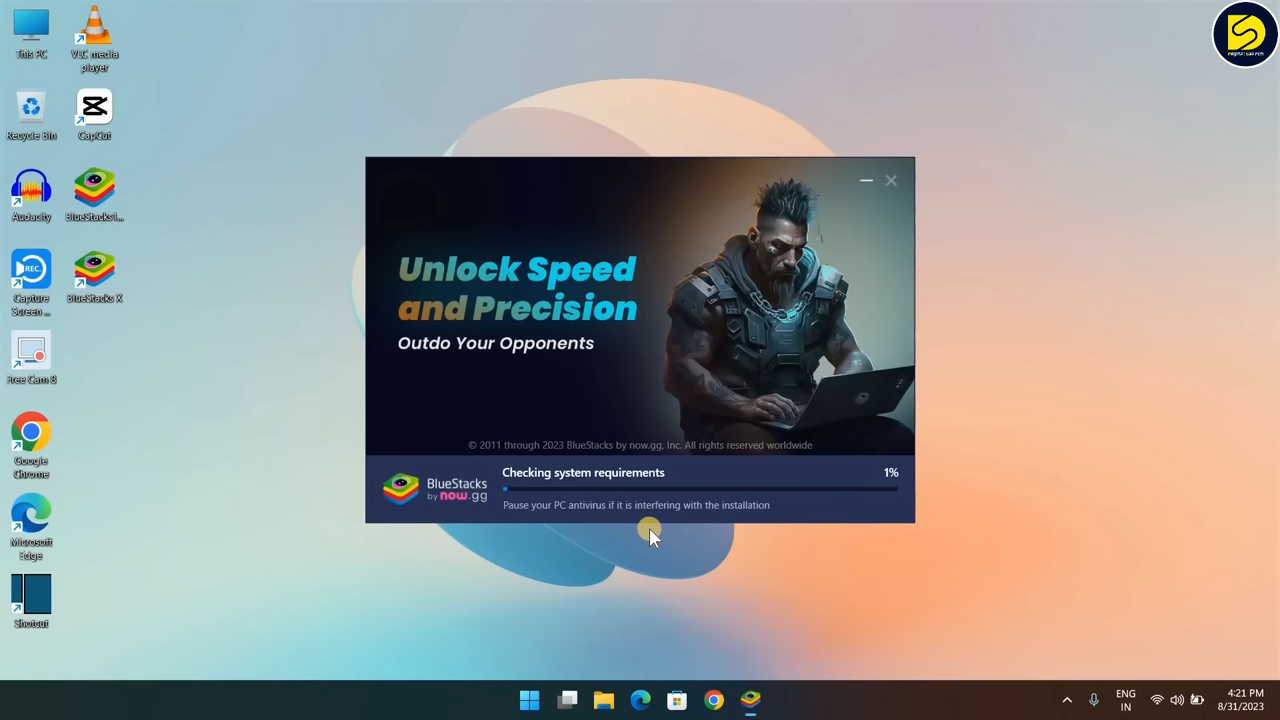 This PC
VLC media
player
Recycle Bin
CapCut
Audacity
BlueStacksI...
REC
Capture
Screen ...
BlueStacks X
Free Cam 8
Google
Chrome
Microsoft
Edge
Shotcut
Unlock Speed
and Precision
Outdo Your Opponents
© 2011 through 2023 BlueStacks by now.gg, Inc. All rights reserved worldwide
BlueStacks
by now.gg
Checking system requirements
1%
Pause your PC antivirus if it is interfering with the installation
ENG
IN
4:21 PM
8/31/2023